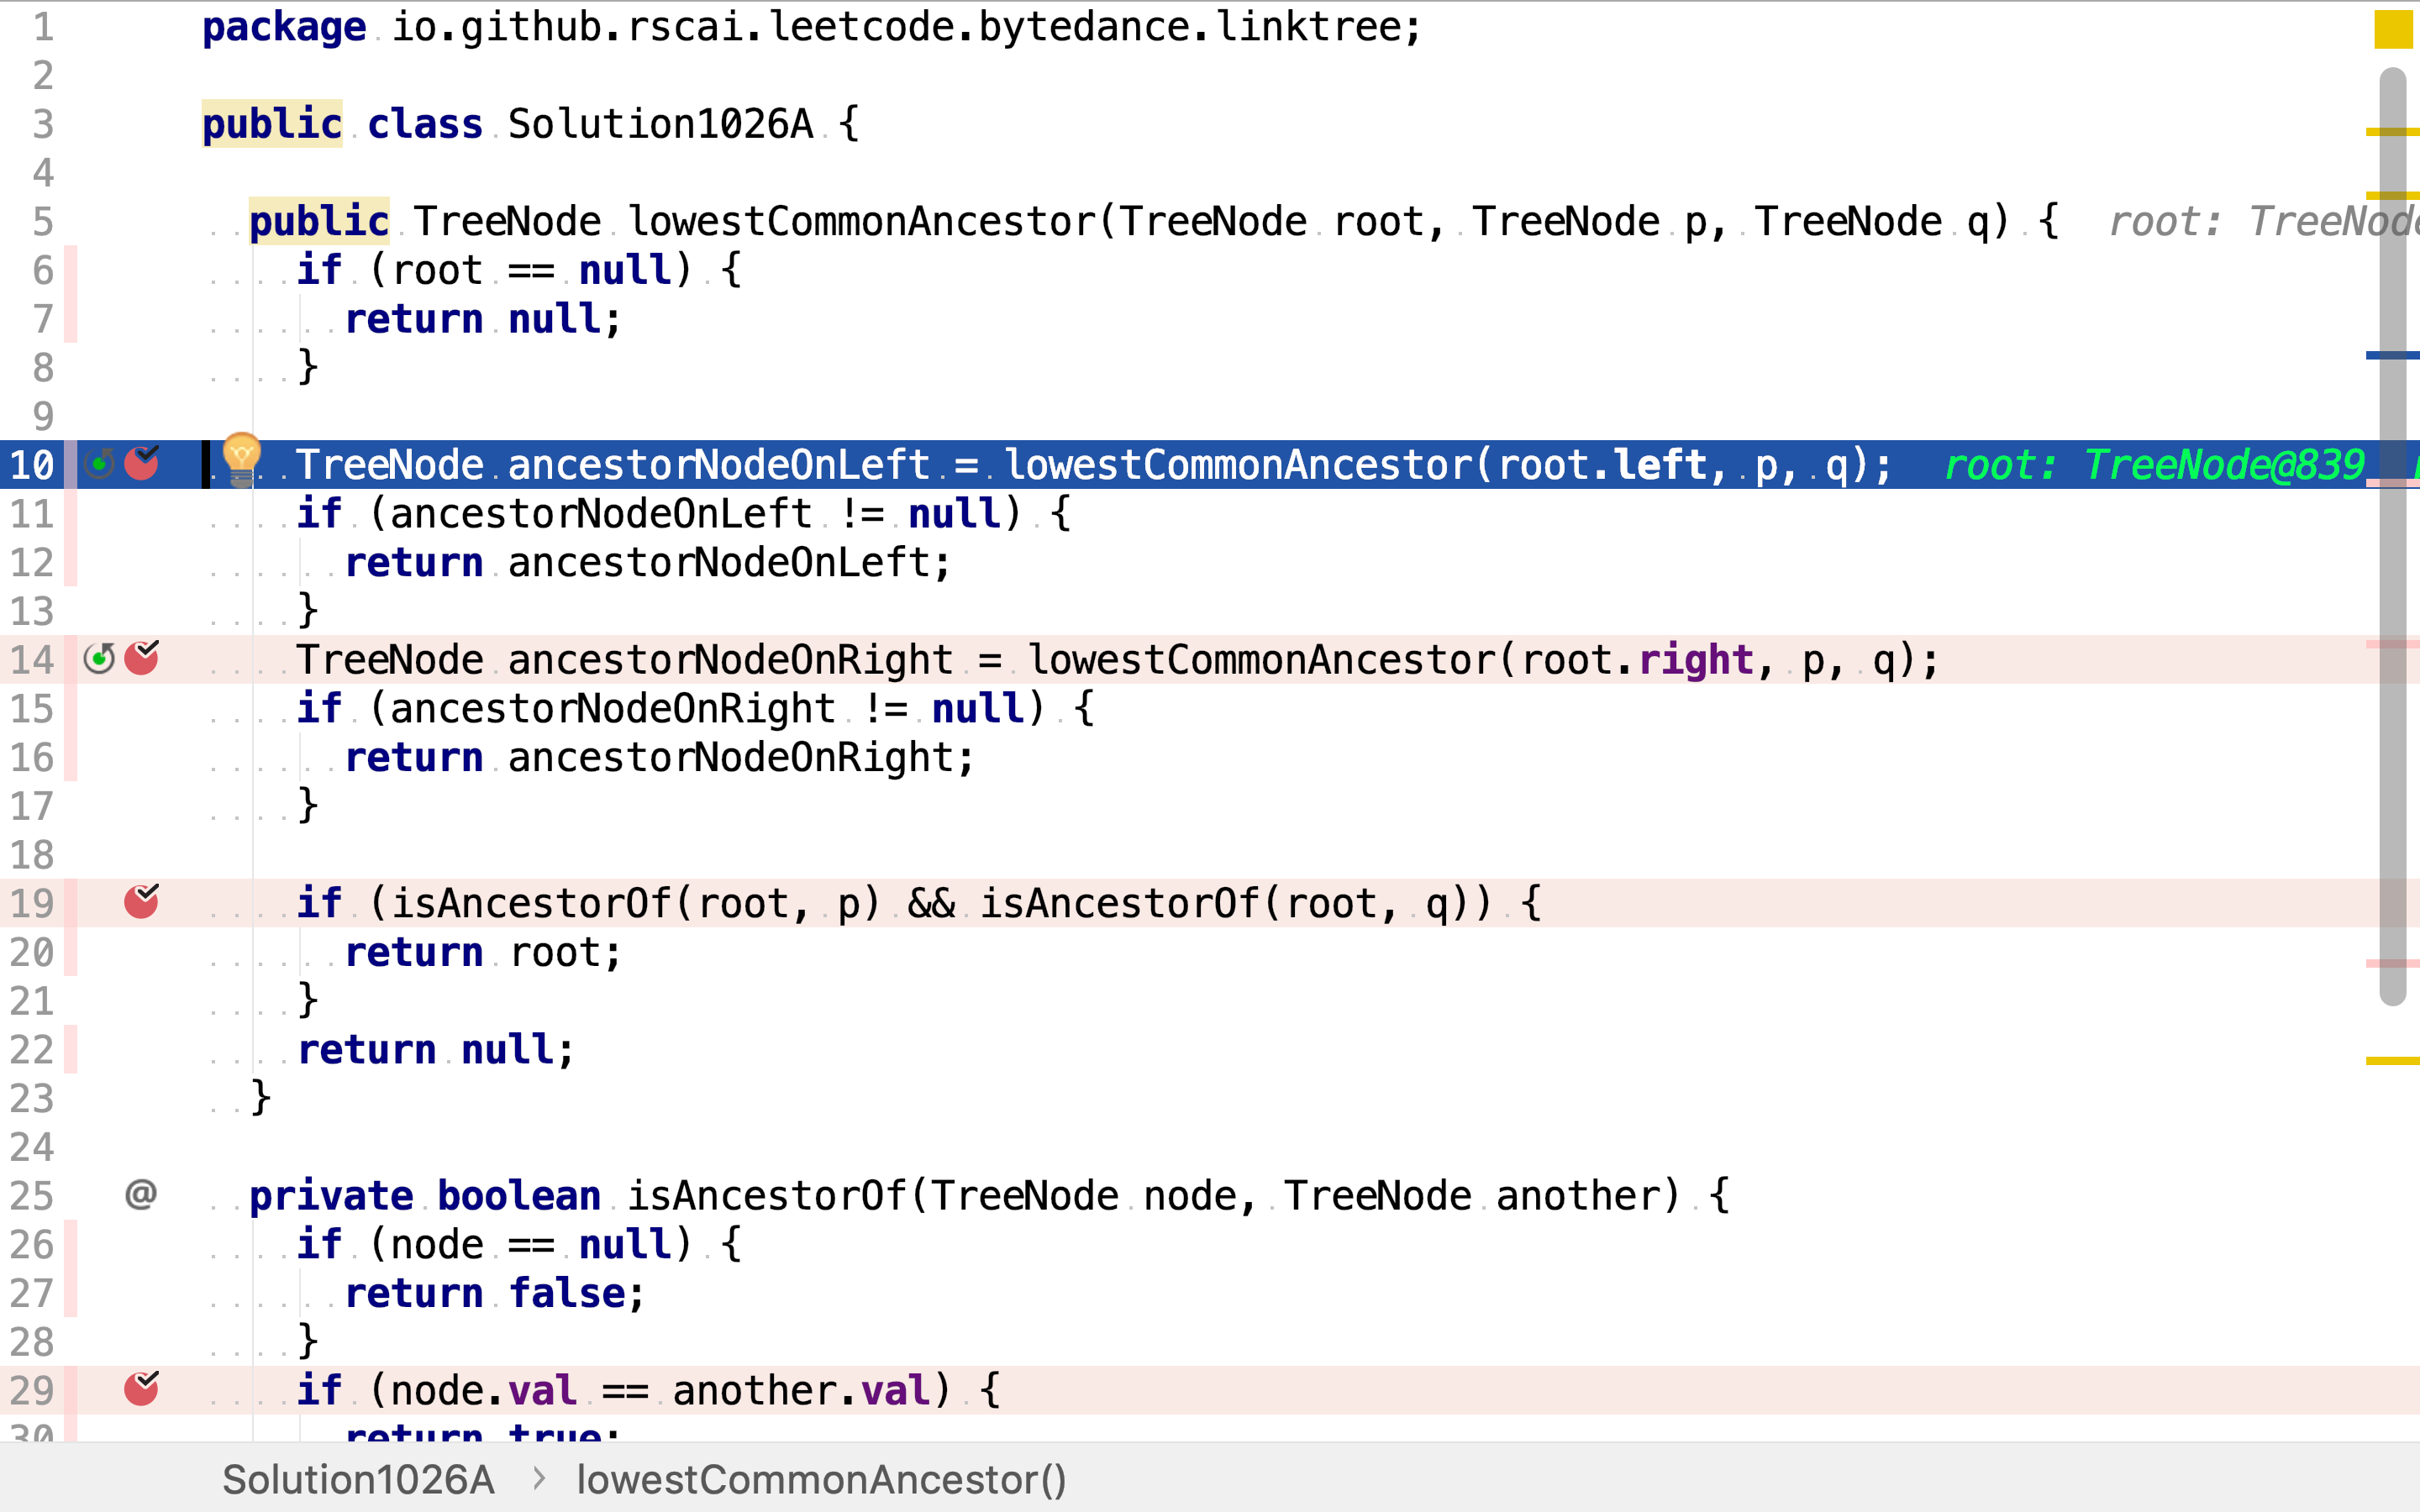 1 package io.github.rscai.leetcode.bytedance.linktree;
2
3 public class Solution1026A {
4
5 public TreeNode lowestCommonAncestor(TreeNode root, TreeNode p, TreeNode q) { root: TreeNode
6 if (root == null) {
7 return null;
8 }
9
10 TreeNode ancestorNodeOnLeft = lowestCommonAncestor(root.left, p, q); root: TreeNode@839
11 if (ancestorNodeOnLeft != null) {
12 return ancestorNodeOnLeft;
13 }
14 TreeNode ancestorNodeOnRight = lowestCommonAncestor(root.right, p, q);
15 if (ancestorNodeOnRight != null) {
16 return ancestorNodeOnRight;
17 }
18
19 if (isAncestorOf(root, p) && isAncestorOf(root, q)) {
20 return root;
21 }
22 return null;
23 }
24
25 @ private boolean isAncestorOf(TreeNode node, TreeNode another) {
26 if (node == null) {
27 return false;
28 }
29 if (node.val == another.val) {
30 return true;
Solution1026A > lowestCommonAncestor()